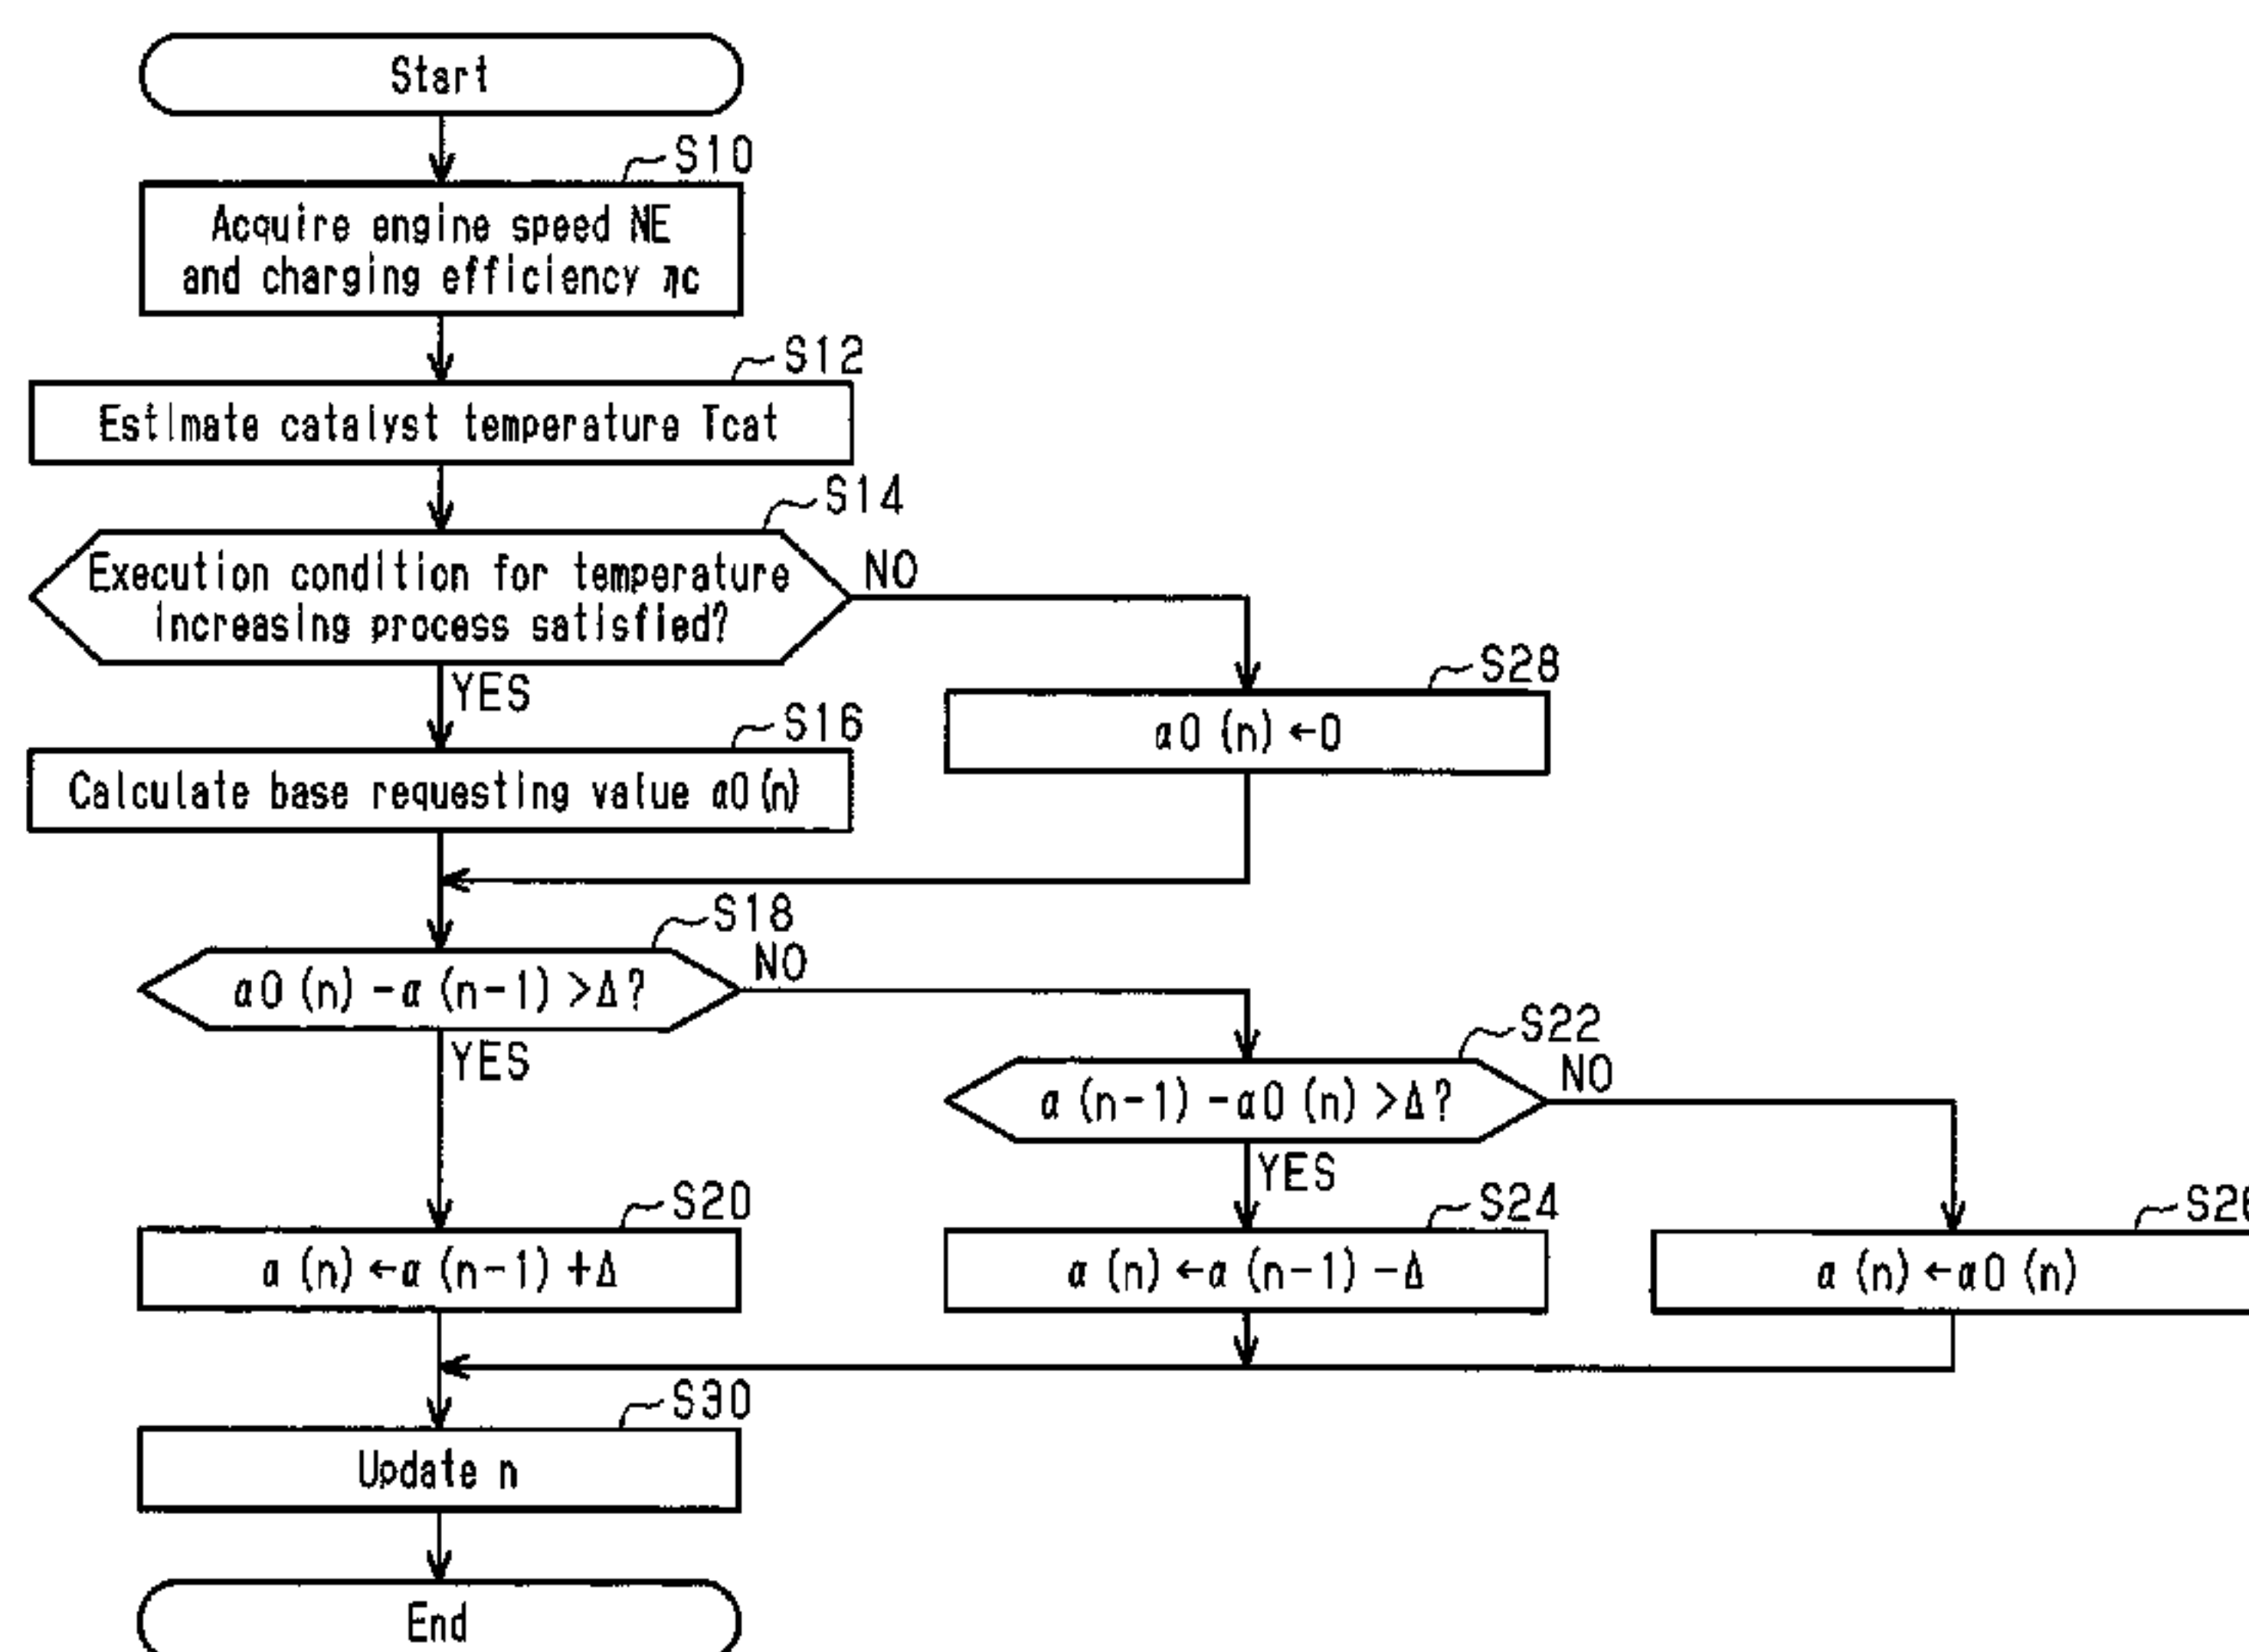 Start
S10
Acquire engine speed NE
and charging efficiency ηc
S12
Estimate catalyst temperature Tcat
S14
Execution condition for temperature
increasing process satisfied?
NO
YES
S28
α0 (n) ←0
S16
Calculate base requesting value α0 (n)
S18
α0 (n) -α (n-1) >Δ?
NO
YES
S22
α (n-1) -α0 (n) >Δ?
NO
YES
S20
α (n) ←α (n-1) +Δ
S24
α (n) ←α (n-1) -Δ
S26
α (n) ←α0 (n)
S30
Update n
End